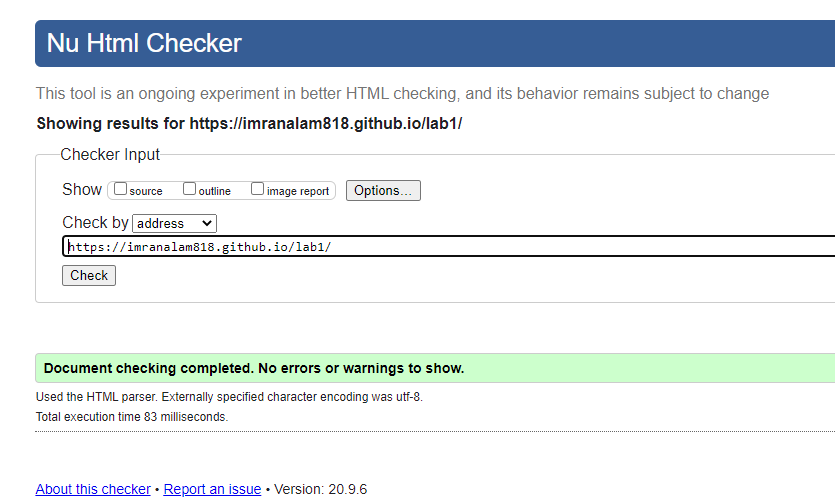 Nu Html Checker
This tool is an ongoing experiment in better HTML checking, and its behavior remains subject to change
Showing results for https://imranalam818.github.io/lab1/
Checker Input
Show source outline image report Options...
Check by address
https://imranalam818.github.io/lab1/
Check
Document checking completed. No errors or warnings to show.
Used the HTML parser. Externally specified character encoding was utf-8.
Total execution time 83 milliseconds.
About this checker • Report an issue • Version: 20.9.6